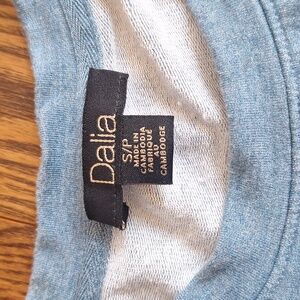 Dalia
S/P
MADE IN
CAMBODIA
FABRIQUÉ
AU
CAMBODGE